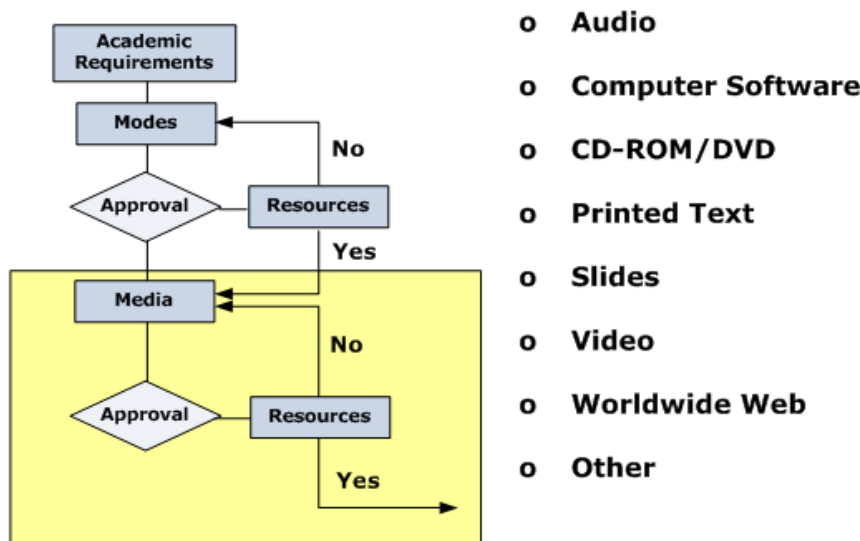 Academic
Requirements
Modes
No
Approval
Resources
Yes
Media
No
Approval
Resources
Yes
o Audio
o Computer Software
o CD-ROM/DVD
o Printed Text
o Slides
o Video
o Worldwide Web
o Other